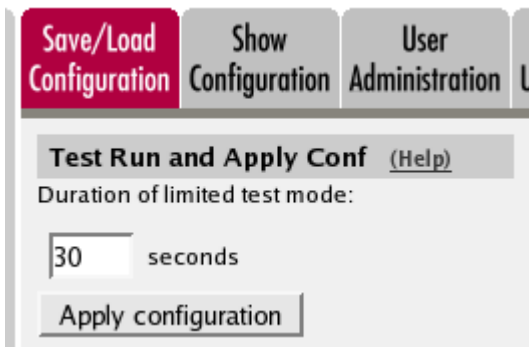 Save/Load
Configuration
Show
Configuration
User
Administration
Test Run and Apply Conf (Help)
Duration of limited test mode:
30 seconds
Apply configuration